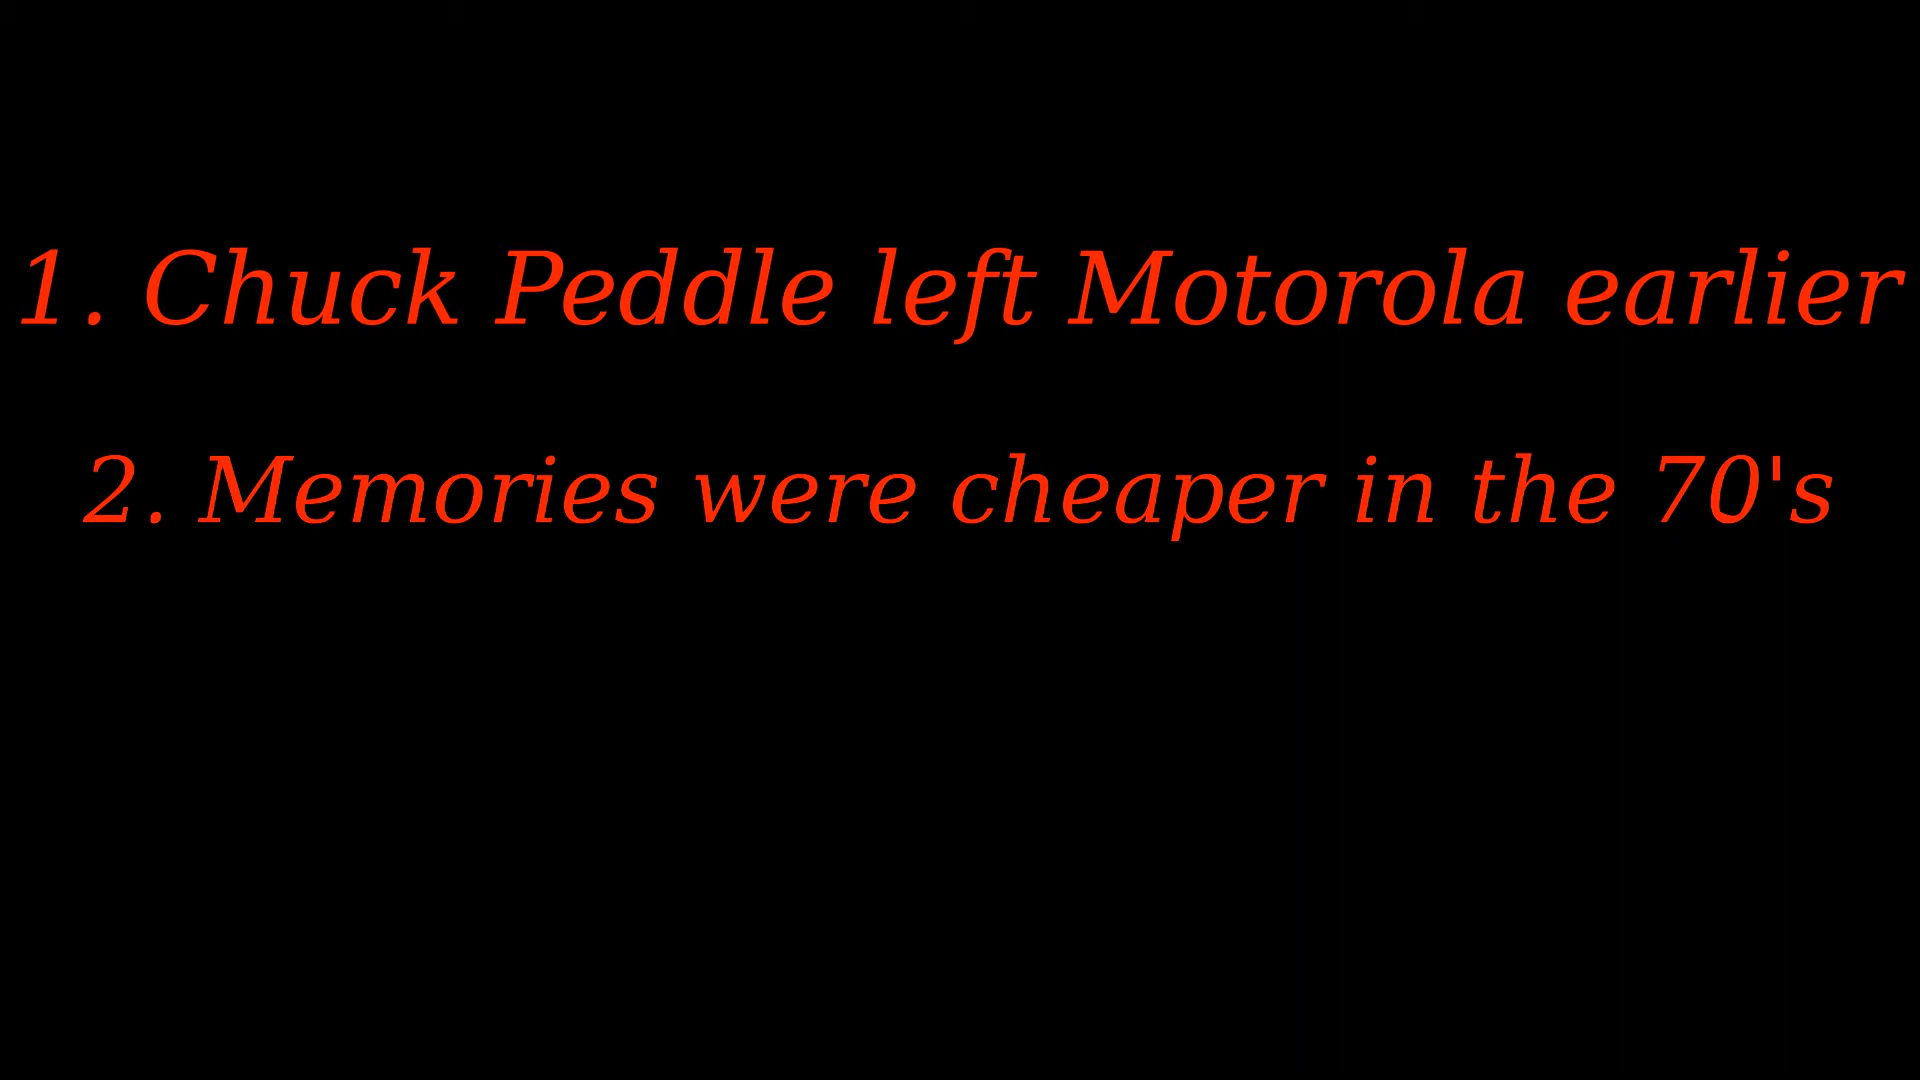 1. Chuck Peddle left Motorola earlier
2. Memories were cheaper in the 70's